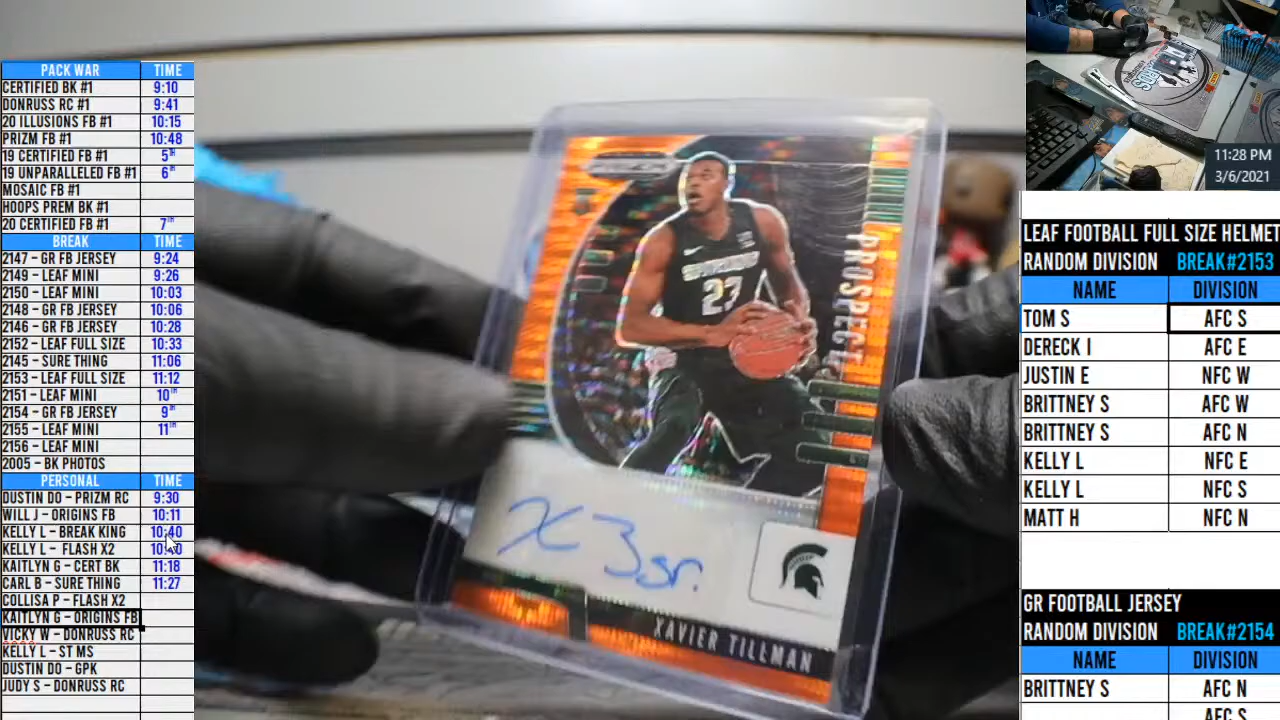 PACK WAR TIME
CERTIFIED BK #1 9:10
DONRUSS RC #1 9:41
20 ILLUSIONS FB #1 10:15
PRIZM FB #1 10:48
19 CERTIFIED FB #1 5TH
19 UNPARALLELED FB #1 6TH
MOSAIC FB #1
HOOPS PREM BK #1
20 CERTIFIED FB #1 7TH
BREAK TIME
2147 – GR FB JERSEY 9:24
2149 – LEAF MINI 9:26
2150 – LEAF MINI 10:03
2148 – GR FB JERSEY 10:06
2146 – GR FB JERSEY 10:28
2152 – LEAF FULL SIZE 10:33
2145 – SURE THING 11:06
2153 – LEAF FULL SIZE 11:12
2151 – LEAF MINI 10TH
2154 – GR FB JERSEY 9TH
2155 – LEAF MINI 11TH
2156 – LEAF MINI
2005 – BK PHOTOS
PERSONAL TIME
DUSTIN DO – PRIZM RC 9:30
WILL J – ORIGINS FB 10:11
KELLY L – BREAK KING 10:40
KELLY L – FLASH X2
KAITLYN G – CERT BK 11:18
CARL B – SURE THING 11:27
COLLISA P – FLASH X2
KAITLYN G – ORIGINS FB
VICKY W – DONRUSS RC
KELLY L – ST MS
DUSTIN DO – GPK
JUDY S – DONRUSS RC
PROSPECT
23
X 3 sr.
XAVIER TILLMAN
11:28 PM
3/6/2021
LEAF FOOTBALL FULL SIZE HELMET
RANDOM DIVISION BREAK#2153
NAME DIVISION
TOM S AFC S
DERECK I AFC E
JUSTIN E NFC W
BRITTNEY S AFC W
BRITTNEY S AFC N
KELLY L NFC E
KELLY L NFC S
MATT H NFC N
GR FOOTBALL JERSEY
RANDOM DIVISION BREAK#2154
NAME DIVISION
BRITTNEY S AFC N
AFC S